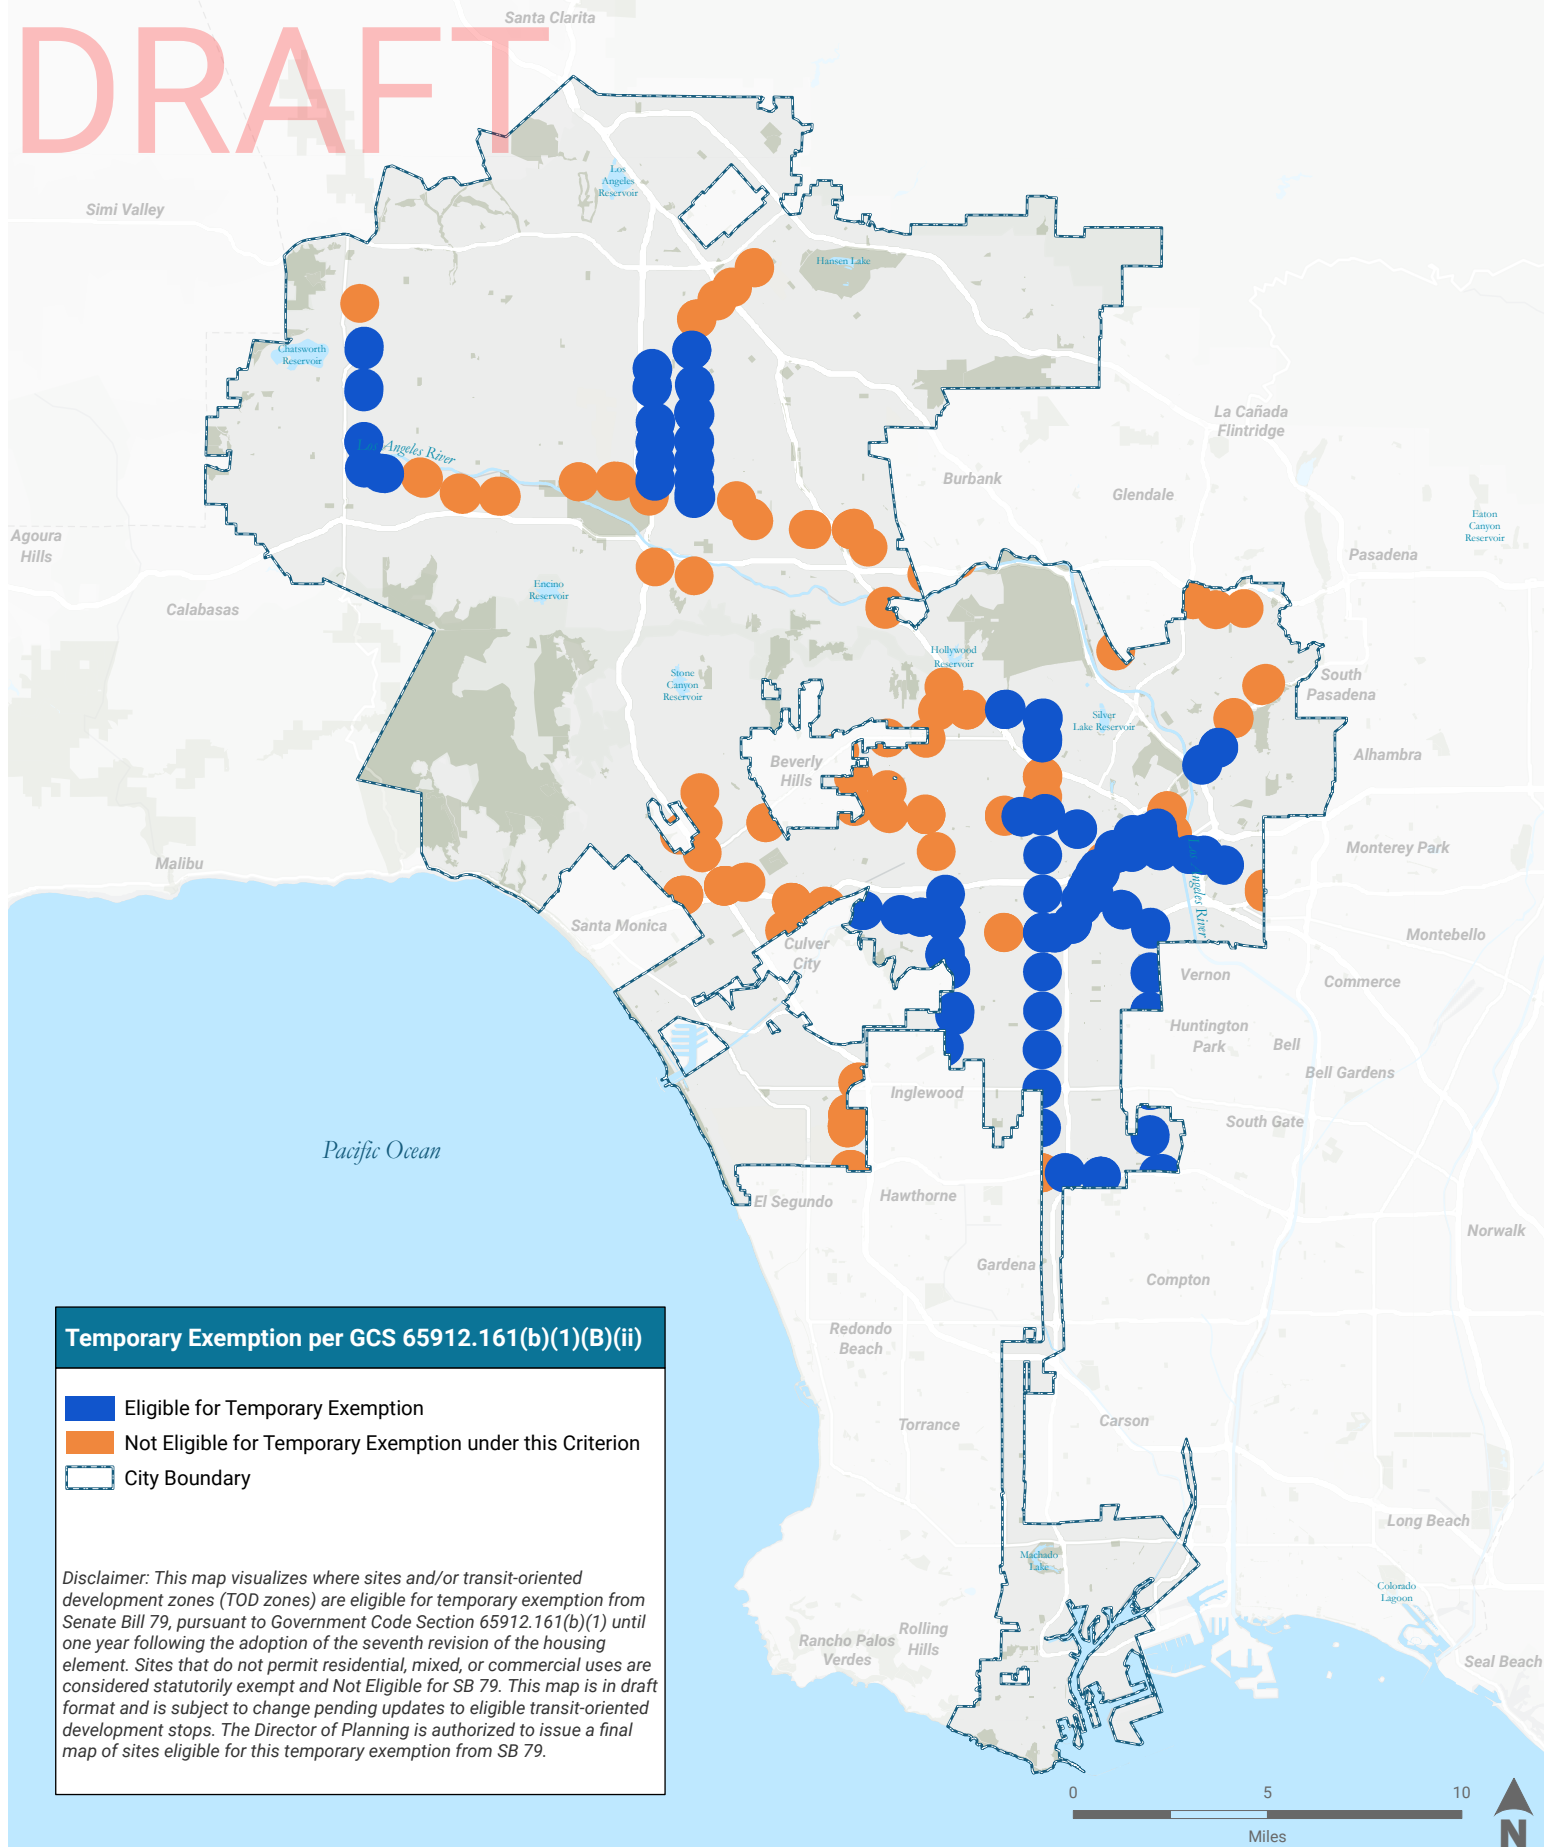 DRAFT
Santa Clarita
Los
Angeles
Reservoir
Simi Valley
Hansen Lake
Chatsworth
Reservoir
La Cañada
Flintridge
Los Angeles River
Burbank
Glendale
Eaton
Canyon
Reservoir
Agoura
Hills
Pasadena
Encino
Reservoir
Calabasas
Hollywood
Reservoir
Stone
Canyon
Reservoir
South
Pasadena
Silver
Lake Reservoir
Alhambra
Beverly
Hills
Monterey Park
Malibu
Los Angeles River
Santa Monica
Culver
City
Montebello
Vernon
Commerce
Huntington
Park
Bell
Bell Gardens
Inglewood
South Gate
Pacific Ocean
El Segundo
Hawthorne
Norwalk
Gardena
Compton
Temporary Exemption per GCS 65912.161(b)(1)(B)(ii)
Redondo
Beach
Eligible for Temporary Exemption
Not Eligible for Temporary Exemption under this Criterion
City Boundary
Torrance
Carson
Long Beach
Machado
Lake
Colorado
Lagoon
Disclaimer: This map visualizes where sites and/or transit-oriented
development zones (TOD zones) are eligible for temporary exemption from
Senate Bill 79, pursuant to Government Code Section 65912.161(b)(1) until
one year following the adoption of the seventh revision of the housing
element. Sites that do not permit residential, mixed, or commercial uses are
considered statutorily exempt and Not Eligible for SB 79. This map is in draft
format and is subject to change pending updates to eligible transit-oriented
development stops. The Director of Planning is authorized to issue a final
map of sites eligible for this temporary exemption from SB 79.
Rolling
Hills
Rancho Palos
Verdes
Seal Beach
0 5 10
Miles
N